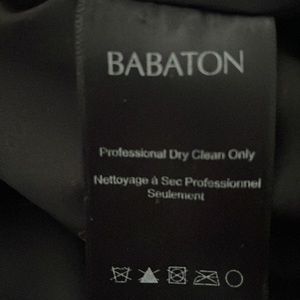 BABATON
Professional Dry Clean Only
Nettoyage à Sec Professionnel
Seulement